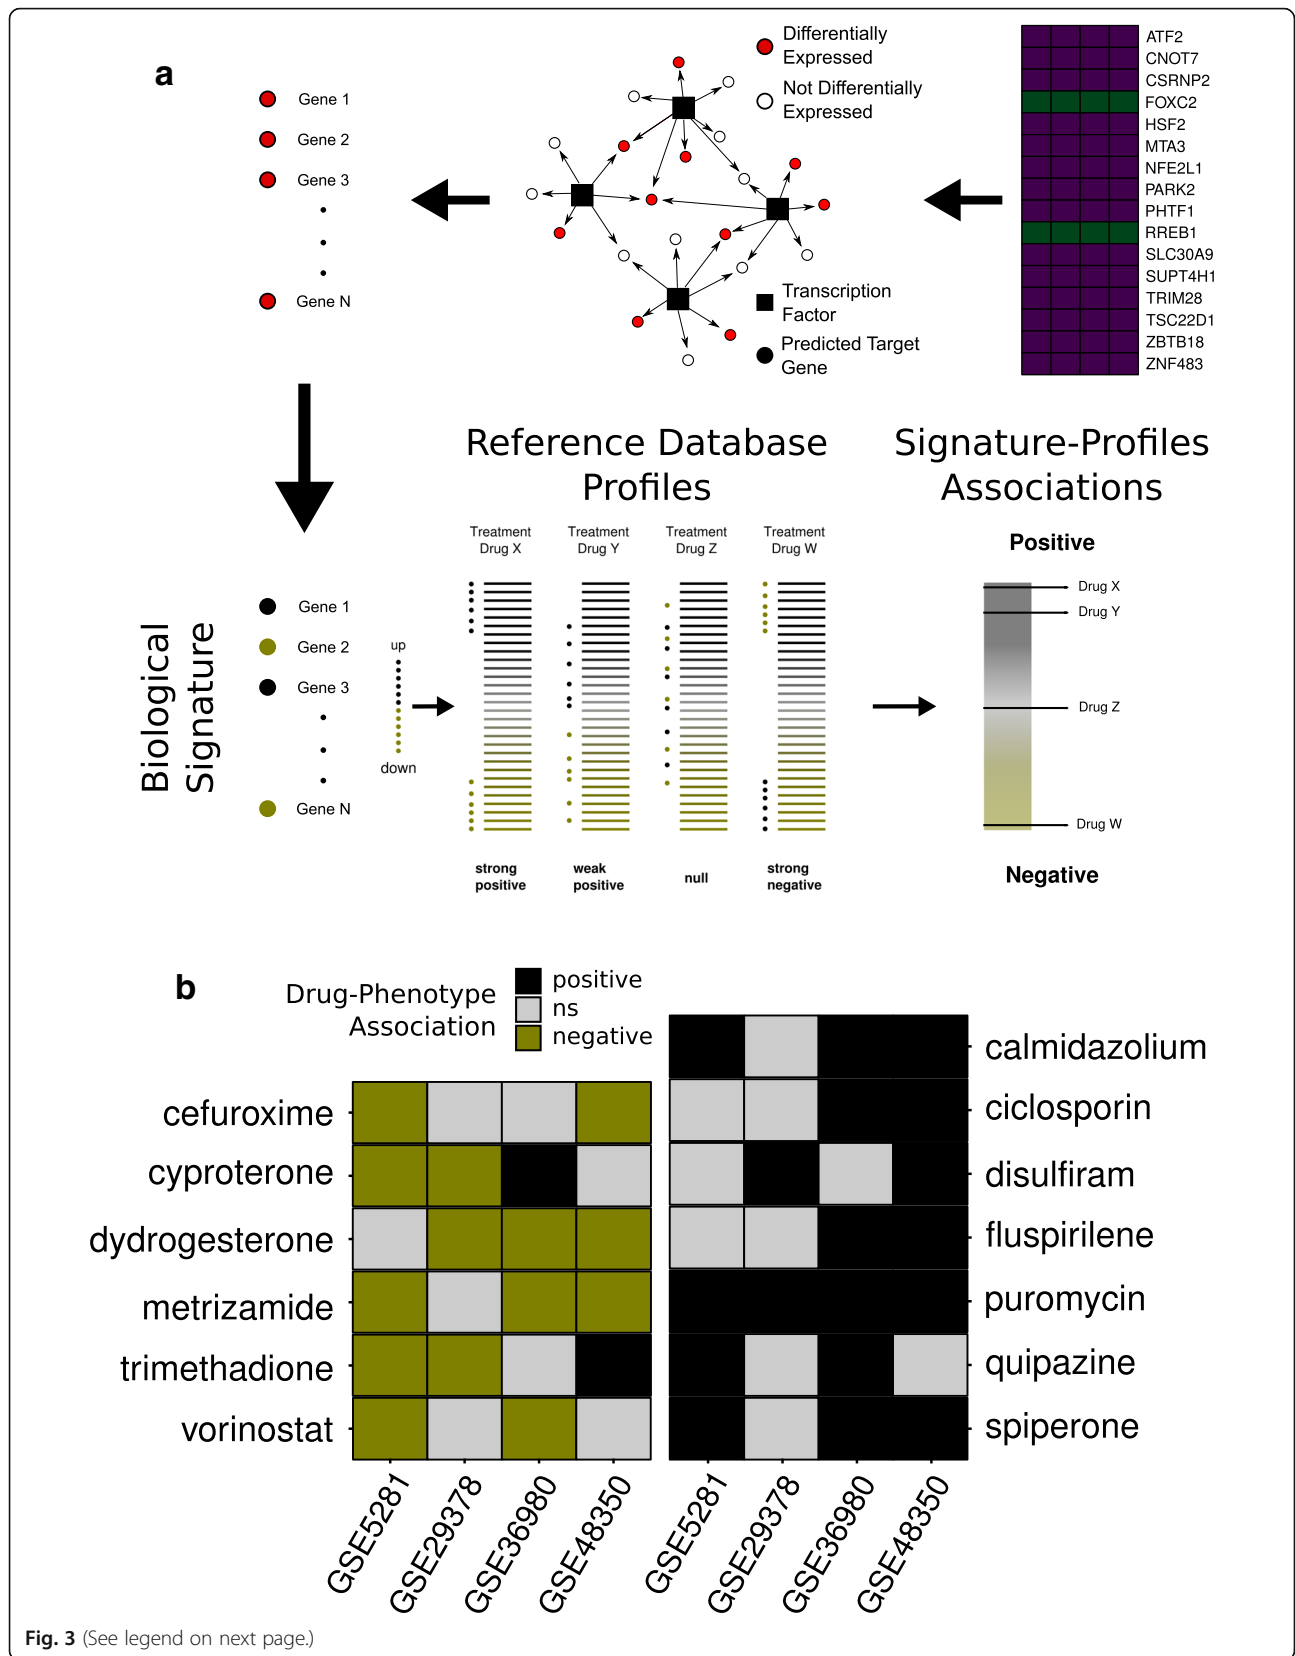 a
Gene 1
Gene 2
Gene 3
Gene N
Differentially
Expressed
Not Differentially
Expressed
Transcription
Factor
Predicted Target
Gene
ATF2
CNOT7
CSRNP2
FOXC2
HSF2
MTA3
NFE2L1
PARK2
PHTF1
RREB1
SLC30A9
SUPT4H1
TRIM28
TSC22D1
ZBTB18
ZNF483
Reference Database
Profiles
Signature-Profiles
Associations
Biological
Signature
Gene 1
Gene 2
Gene 3
Gene N
up
down
Treatment
Drug X
Treatment
Drug Y
Treatment
Drug Z
Treatment
Drug W
strong
positive
weak
positive
null
strong
negative
Positive
Drug X
Drug Y
Drug Z
Drug W
Negative
b
Drug-Phenotype
Association
positive
ns
negative
cefuroxime
cyproterone
dydrogesterone
metrizamide
trimethadione
vorinostat
calmidazolium
ciclosporin
disulfiram
fluspirilene
puromycin
quipazine
spiperone
GSE5281
GSE29378
GSE36980
GSE48350
GSE5281
GSE29378
GSE36980
GSE48350
Fig. 3 (See legend on next page.)